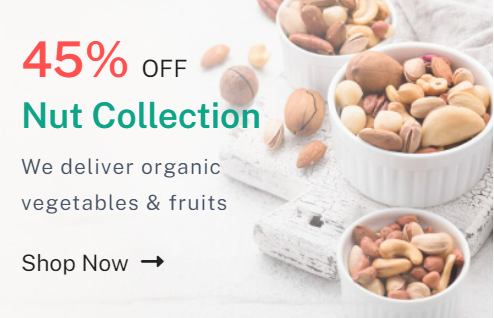 45% OFF
Nut Collection
We deliver organic
vegetables & fruits
Shop Now →